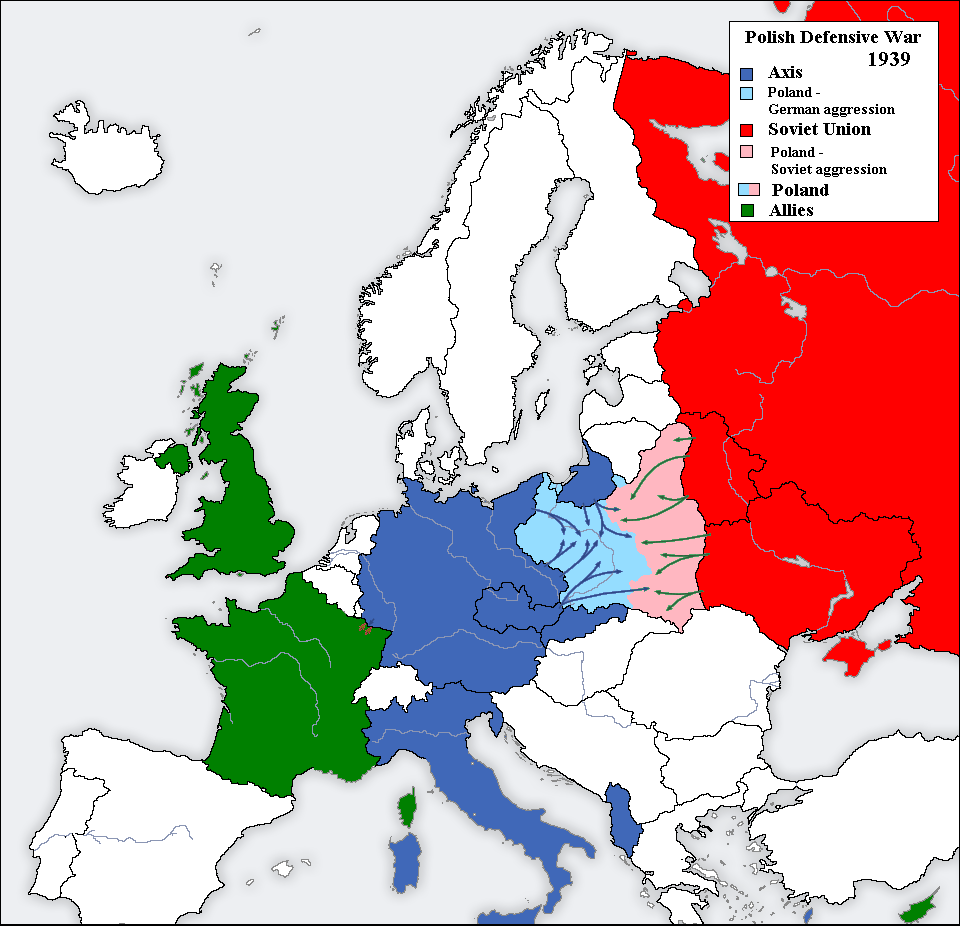 Polish Defensive War
1939
Axis
Poland -
German aggression
Soviet Union
Poland -
Soviet aggression
Poland
Allies